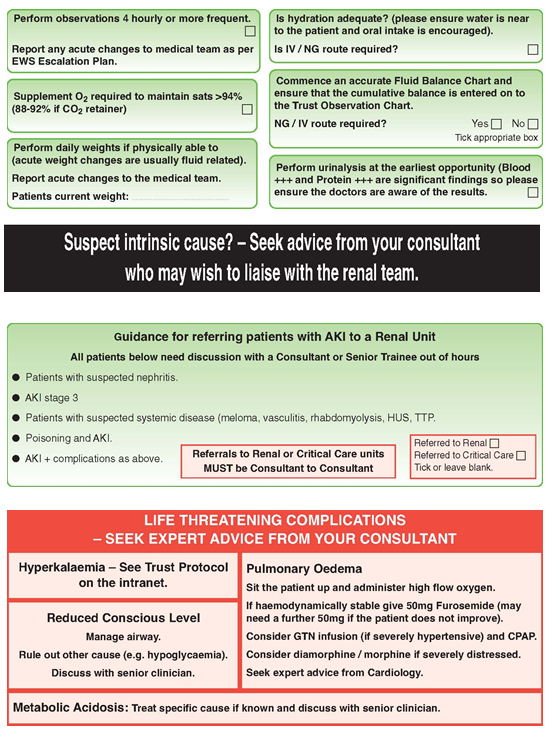 Perform observations 4 hourly or more frequent.
Report any acute changes to medical team as per
EWS Escalation Plan.
Supplement O₂ required to maintain sats >94%
(88-92% if CO₂ retainer)
Perform daily weights if physically able to
(acute weight changes are usually fluid related).
Report acute changes to the medical team.
Patients current weight:
Is hydration adequate? (please ensure water is near
to the patient and oral intake is encouraged).
Is IV / NG route required?
Commence an accurate Fluid Balance Chart and
ensure that the cumulative balance is entered on to
the Trust Observation Chart.
NG / IV route required? Yes No
Tick appropriate box
Perform urinalysis at the earliest opportunity (Blood
+++ and Protein +++ are significant findings so please
ensure the doctors are aware of the results.
Suspect intrinsic cause? – Seek advice from your consultant
who may wish to liaise with the renal team.
Guidance for referring patients with AKI to a Renal Unit
All patients below need discussion with a Consultant or Senior Trainee out of hours
● Patients with suspected nephritis.
● AKI stage 3
● Patients with suspected systemic disease (meloma, vasculitis, rhabdomyolysis, HUS, TTP.
● Poisoning and AKI.
● AKI + complications as above.
Referrals to Renal or Critical Care units
MUST be Consultant to Consultant
Referred to Renal
Referred to Critical Care
Tick or leave blank.
LIFE THREATENING COMPLICATIONS
– SEEK EXPERT ADVICE FROM YOUR CONSULTANT
Hyperkalaemia – See Trust Protocol
on the intranet.
Reduced Conscious Level
Manage airway.
Rule out other cause (e.g. hypoglycaemia).
Discuss with senior clinician.
Pulmonary Oedema
Sit the patient up and administer high flow oxygen.
If haemodynamically stable give 50mg Furosemide (may
need a further 50mg if the patient does not improve).
Consider GTN infusion (if severely hypertensive) and CPAP.
Consider diamorphine / morphine if severely distressed.
Seek expert advice from Cardiology.
Metabolic Acidosis: Treat specific cause if known and discuss with senior clinician.